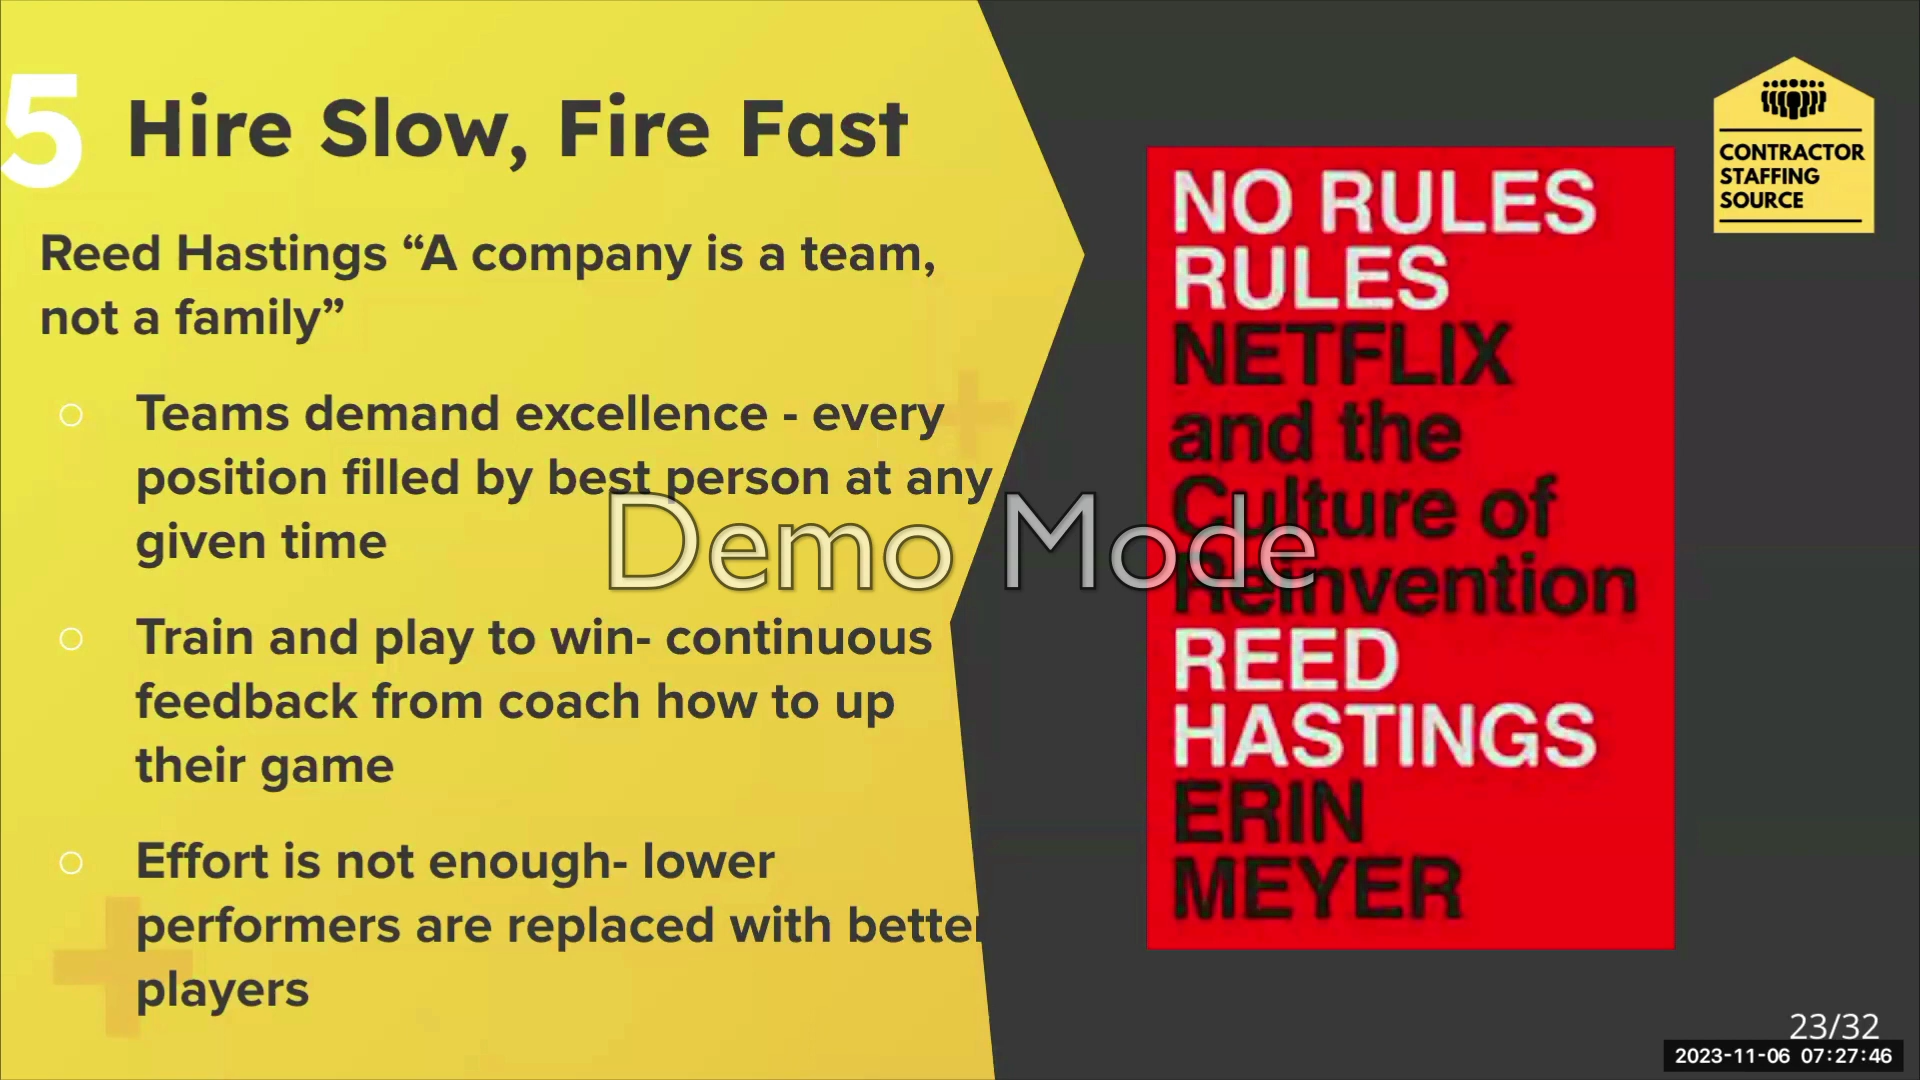 5 Hire Slow, Fire Fast
Reed Hastings “A company is a team,
not a family”
Teams demand excellence - every
position filled by best person at any
given time
Train and play to win- continuous
feedback from coach how to up
their game
Effort is not enough- lower
performers are replaced with better
players
Demo Mode
NO RULES
RULES
NETFLIX
and the
Culture of
Reinvention
REED
HASTINGS
ERIN
MEYER
CONTRACTOR
STAFFING
SOURCE
23/32
2023-11-06 07:27:46